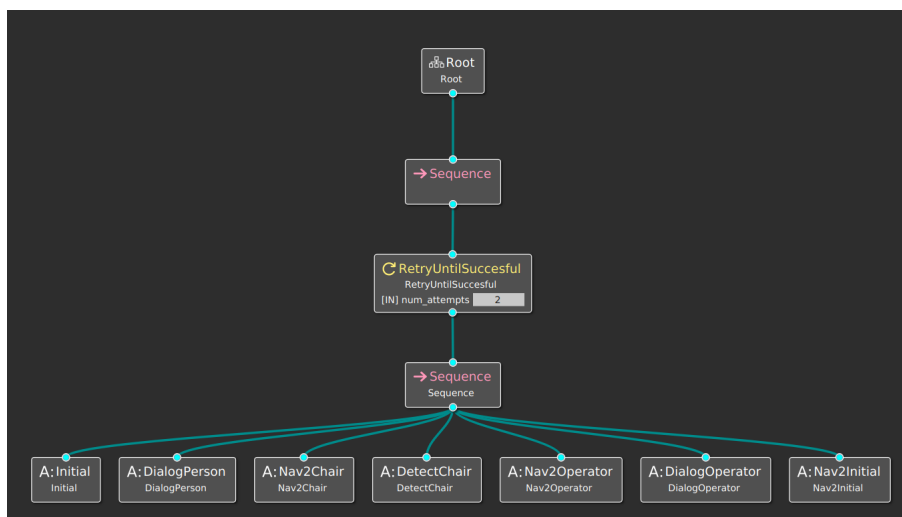 Root
Root
Sequence
RetryUntilSuccesful
RetryUntilSuccesful
[IN] num_attempts 2
Sequence
Sequence
A:Initial
Initial
A:DialogPerson
DialogPerson
A:Nav2Chair
Nav2Chair
A:DetectChair
DetectChair
A:Nav2Operator
Nav2Operator
A:DialogOperator
DialogOperator
A:Nav2Initial
Nav2Initial